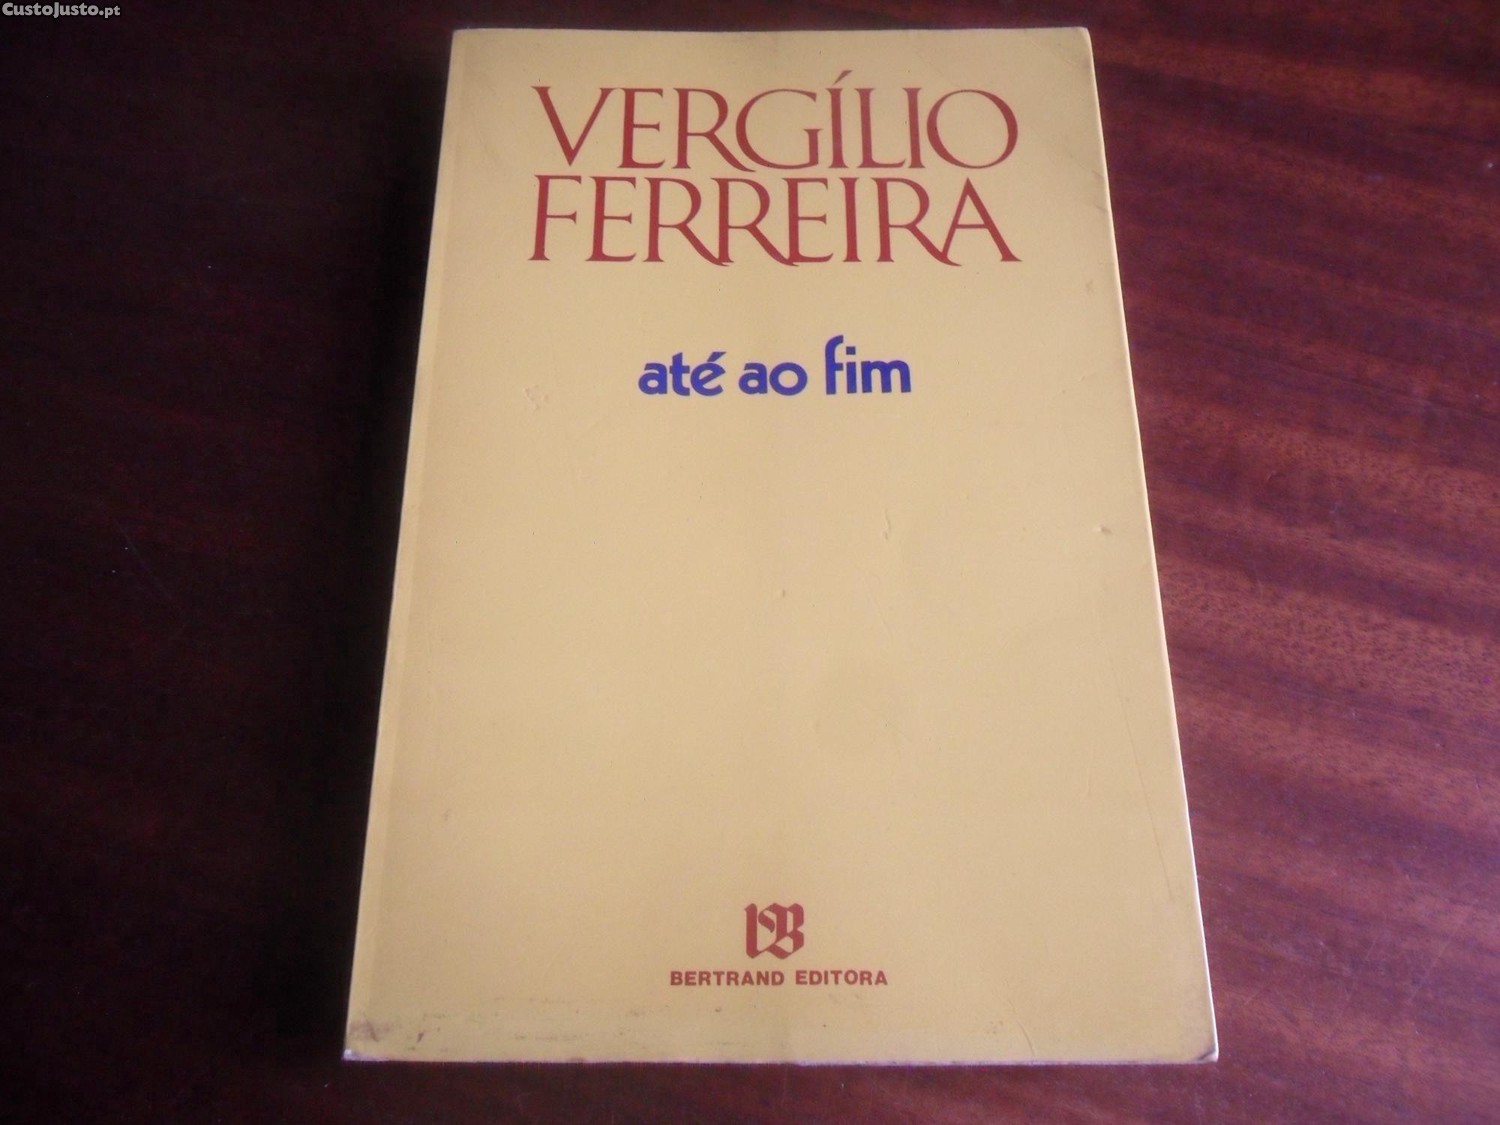 CustoJusto.pt
VERGÍLIO
FERREIRA
até ao fim
BERTRAND EDITORA